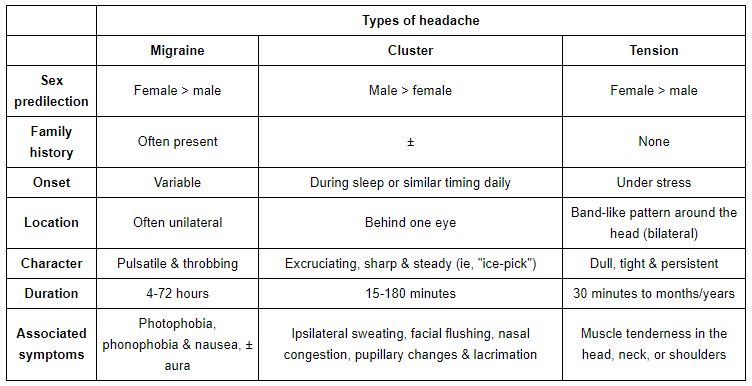 Types of headache
Migraine Cluster Tension
Sex
predilection
Female > male Male > female Female > male
Family
history
Often present ± None
Onset Variable During sleep or similar timing daily Under stress
Location Often unilateral Behind one eye
Band-like pattern around the
head (bilateral)
Character Pulsatile & throbbing Excruciating, sharp & steady (ie, "ice-pick") Dull, tight & persistent
Duration 4-72 hours 15-180 minutes 30 minutes to months/years
Associated
symptoms
Photophobia,
phonophobia & nausea, ±
aura
Ipsilateral sweating, facial flushing, nasal
congestion, pupillary changes & lacrimation
Muscle tenderness in the
head, neck, or shoulders